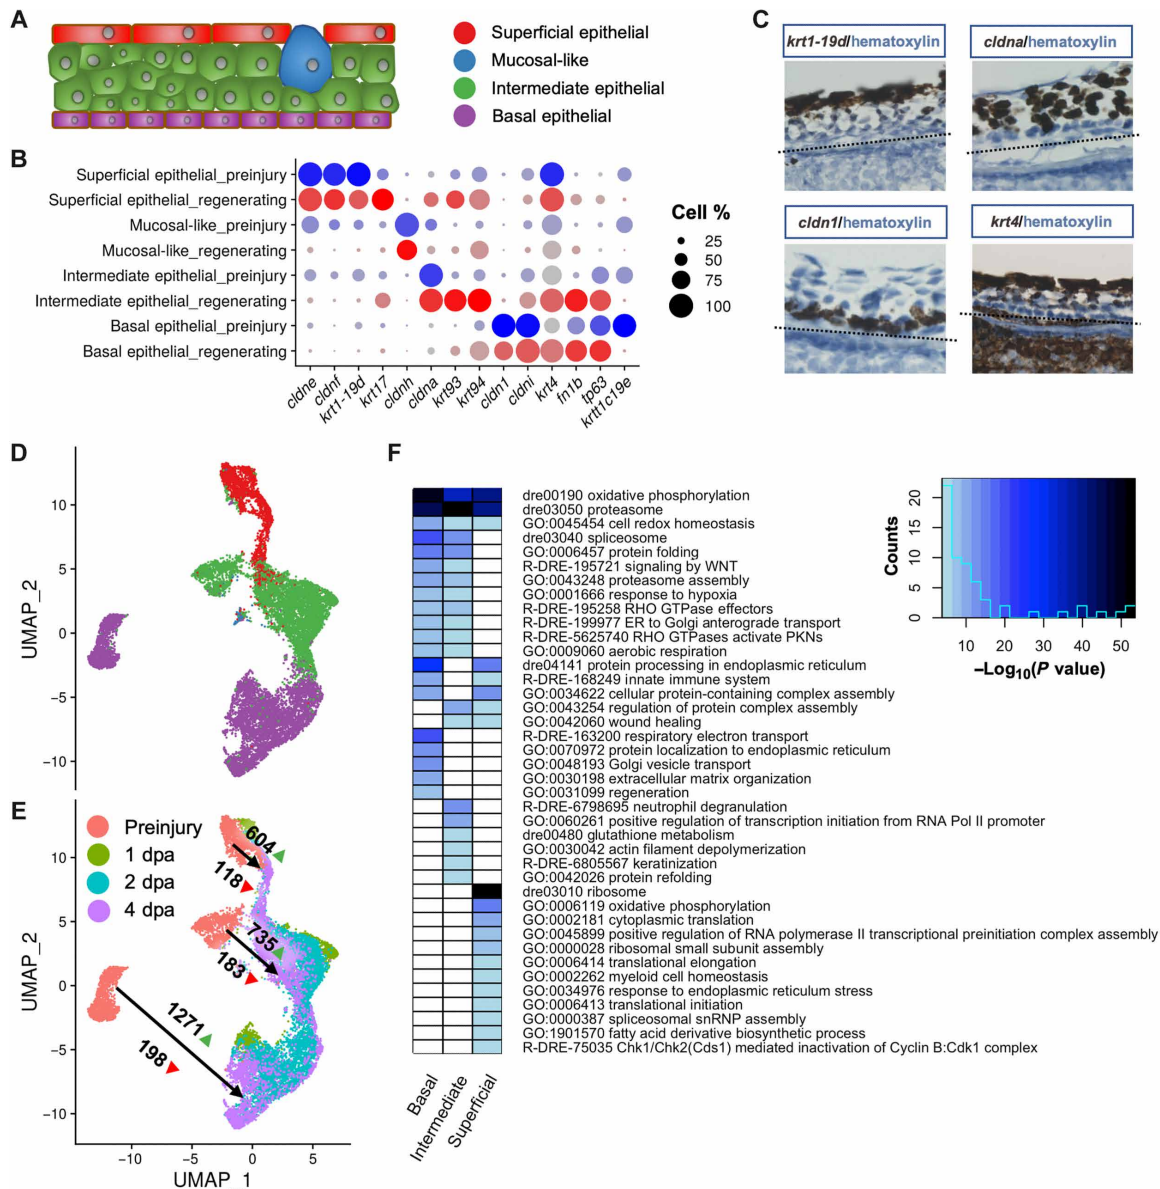 A
Superficial epithelial
Mucosal-like
Intermediate epithelial
Basal epithelial
B
Superficial epithelial_preinjury
Superficial epithelial_regenerating
Mucosal-like_preinjury
Mucosal-like_regenerating
Intermediate epithelial_preinjury
Intermediate epithelial_regenerating
Basal epithelial_preinjury
Basal epithelial_regenerating
cldne
cldnf
krt1-19d
krt17
cldnh
cldna
krt93
krt94
cldn1
cldni
krt4
fn1b
tp63
krtt1c19e
Cell %
25
50
75
100
C
krt1-19d/hematoxylin
cldna/hematoxylin
cldn1/hematoxylin
krt4/hematoxylin
D
UMAP_2
10
5
0
−5
−10
E
Preinjury
1 dpa
2 dpa
4 dpa
604
118
735
183
1271
198
UMAP_2
10
5
0
−5
−10
−10
−5
0
5
UMAP_1
F
dre00190 oxidative phosphorylation
dre03050 proteasome
GO:0045454 cell redox homeostasis
dre03040 spliceosome
GO:0006457 protein folding
R-DRE-195721 signaling by WNT
GO:0043248 proteasome assembly
GO:0001666 response to hypoxia
R-DRE-195258 RHO GTPase effectors
R-DRE-199977 ER to Golgi anterograde transport
R-DRE-5625740 RHO GTPases activate PKNs
GO:0009060 aerobic respiration
dre04141 protein processing in endoplasmic reticulum
R-DRE-168249 innate immune system
GO:0034622 cellular protein-containing complex assembly
GO:0043254 regulation of protein complex assembly
GO:0042060 wound healing
R-DRE-163200 respiratory electron transport
GO:0070972 protein localization to endoplasmic reticulum
GO:0048193 Golgi vesicle transport
GO:0030198 extracellular matrix organization
GO:0031099 regeneration
R-DRE-6798695 neutrophil degranulation
GO:0060261 positive regulation of transcription initiation from RNA Pol II promoter
dre00480 glutathione metabolism
GO:0030042 actin filament depolymerization
R-DRE-6805567 keratinization
GO:0042026 protein refolding
dre03010 ribosome
GO:0006119 oxidative phosphorylation
GO:0002181 cytoplasmic translation
GO:0045899 positive regulation of RNA polymerase II transcriptional preinitiation complex assembly
GO:0000028 ribosomal small subunit assembly
GO:0006414 translational elongation
GO:0002262 myeloid cell homeostasis
GO:0034976 response to endoplasmic reticulum stress
GO:0006413 translational initiation
GO:0000387 spliceosomal snRNP assembly
GO:1901570 fatty acid derivative biosynthetic process
R-DRE-75035 Chk1/Chk2(Cds1) mediated inactivation of Cyclin B:Cdk1 complex
Basal
Intermediate
Superficial
Counts
20
15
10
5
0
10
20
30
40
50
−Log10(P value)